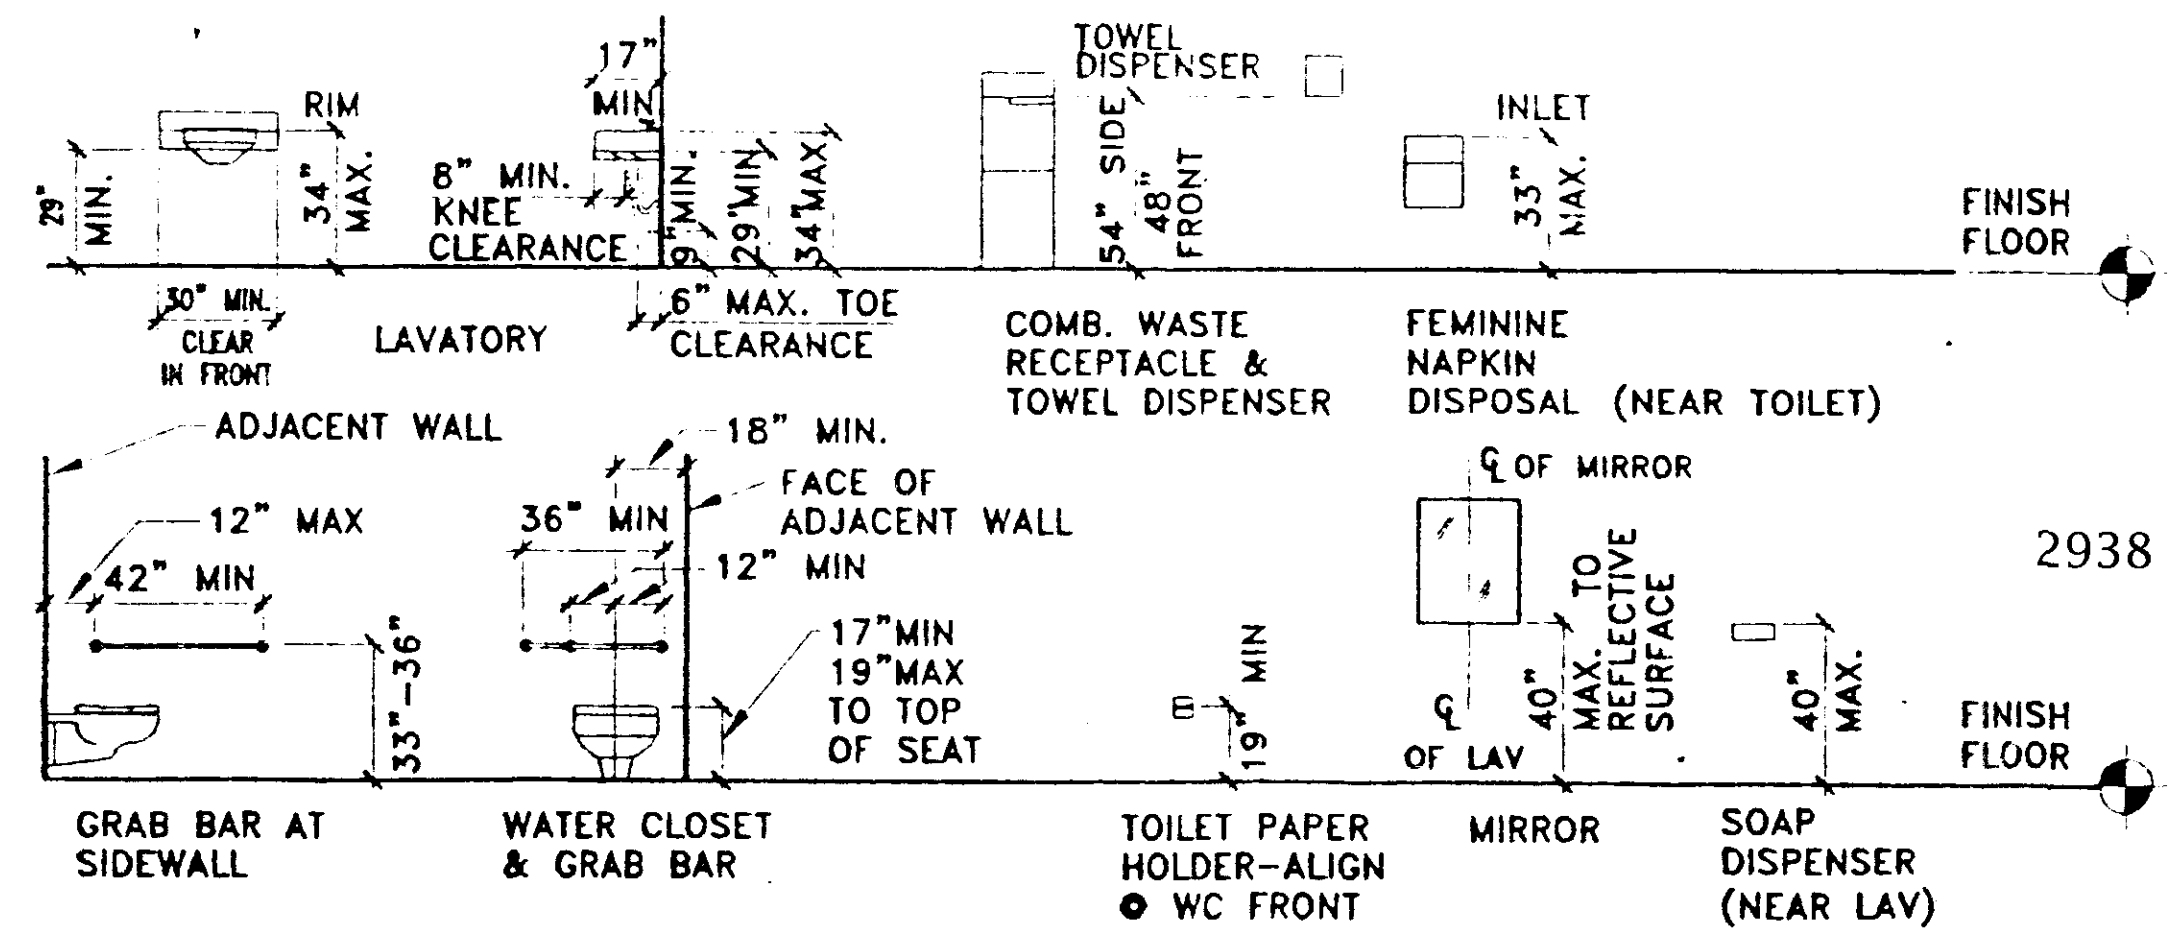 TOWEL
DISPENSER
17"
MIN
RIM
INLET
29"
MIN.
34"
MAX.
8" MIN.
KNEE
CLEARANCE
9" MIN.
29" MIN
34" MAX
54" SIDE
48"
FRONT
33"
MAX.
FINISH
FLOOR
30" MIN.
CLEAR
IN FRONT
LAVATORY
6" MAX. TOE
CLEARANCE
COMB. WASTE
RECEPTACLE &
TOWEL DISPENSER
FEMININE
NAPKIN
DISPOSAL (NEAR TOILET)
ADJACENT WALL
12" MAX
42" MIN
33"-36"
18" MIN.
FACE OF
ADJACENT WALL
36" MIN
12" MIN
17"MIN
19"MAX
TO TOP
OF SEAT
19" MIN
℄ OF MIRROR
℄
OF LAV
40"
MAX. TO
REFLECTIVE
SURFACE
40"
MAX.
2938
FINISH
FLOOR
GRAB BAR AT
SIDEWALL
WATER CLOSET
& GRAB BAR
TOILET PAPER
HOLDER-ALIGN
WC FRONT
MIRROR
SOAP
DISPENSER
(NEAR LAV)